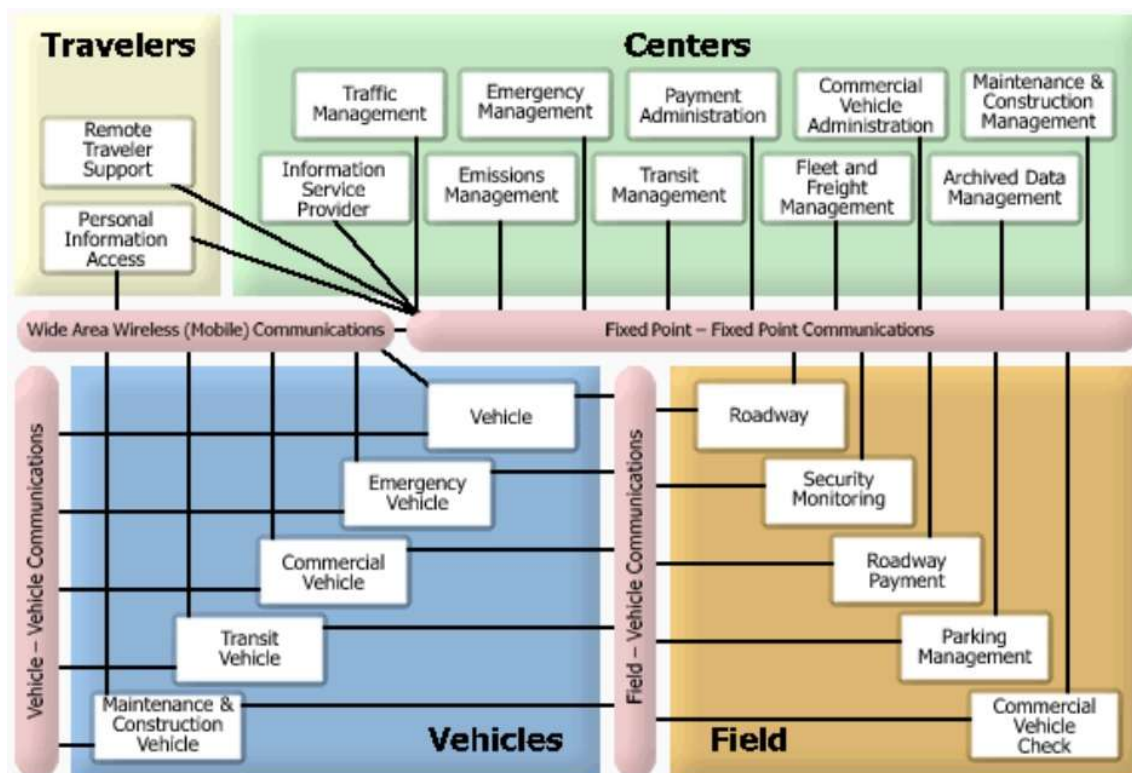 Travelers
Remote
Traveler
Support
Personal
Information
Access
Centers
Traffic
Management
Emergency
Management
Payment
Administration
Commercial
Vehicle
Administration
Maintenance &
Construction
Management
Information
Service
Provider
Emissions
Management
Transit
Management
Fleet and
Freight
Management
Archived Data
Management
Wide Area Wireless (Mobile) Communications
Fixed Point – Fixed Point Communications
Vehicle – Vehicle Communications
Vehicle
Emergency
Vehicle
Commercial
Vehicle
Transit
Vehicle
Maintenance &
Construction
Vehicle
Vehicles
Field – Vehicle Communications
Roadway
Security
Monitoring
Roadway
Payment
Parking
Management
Commercial
Vehicle
Check
Field